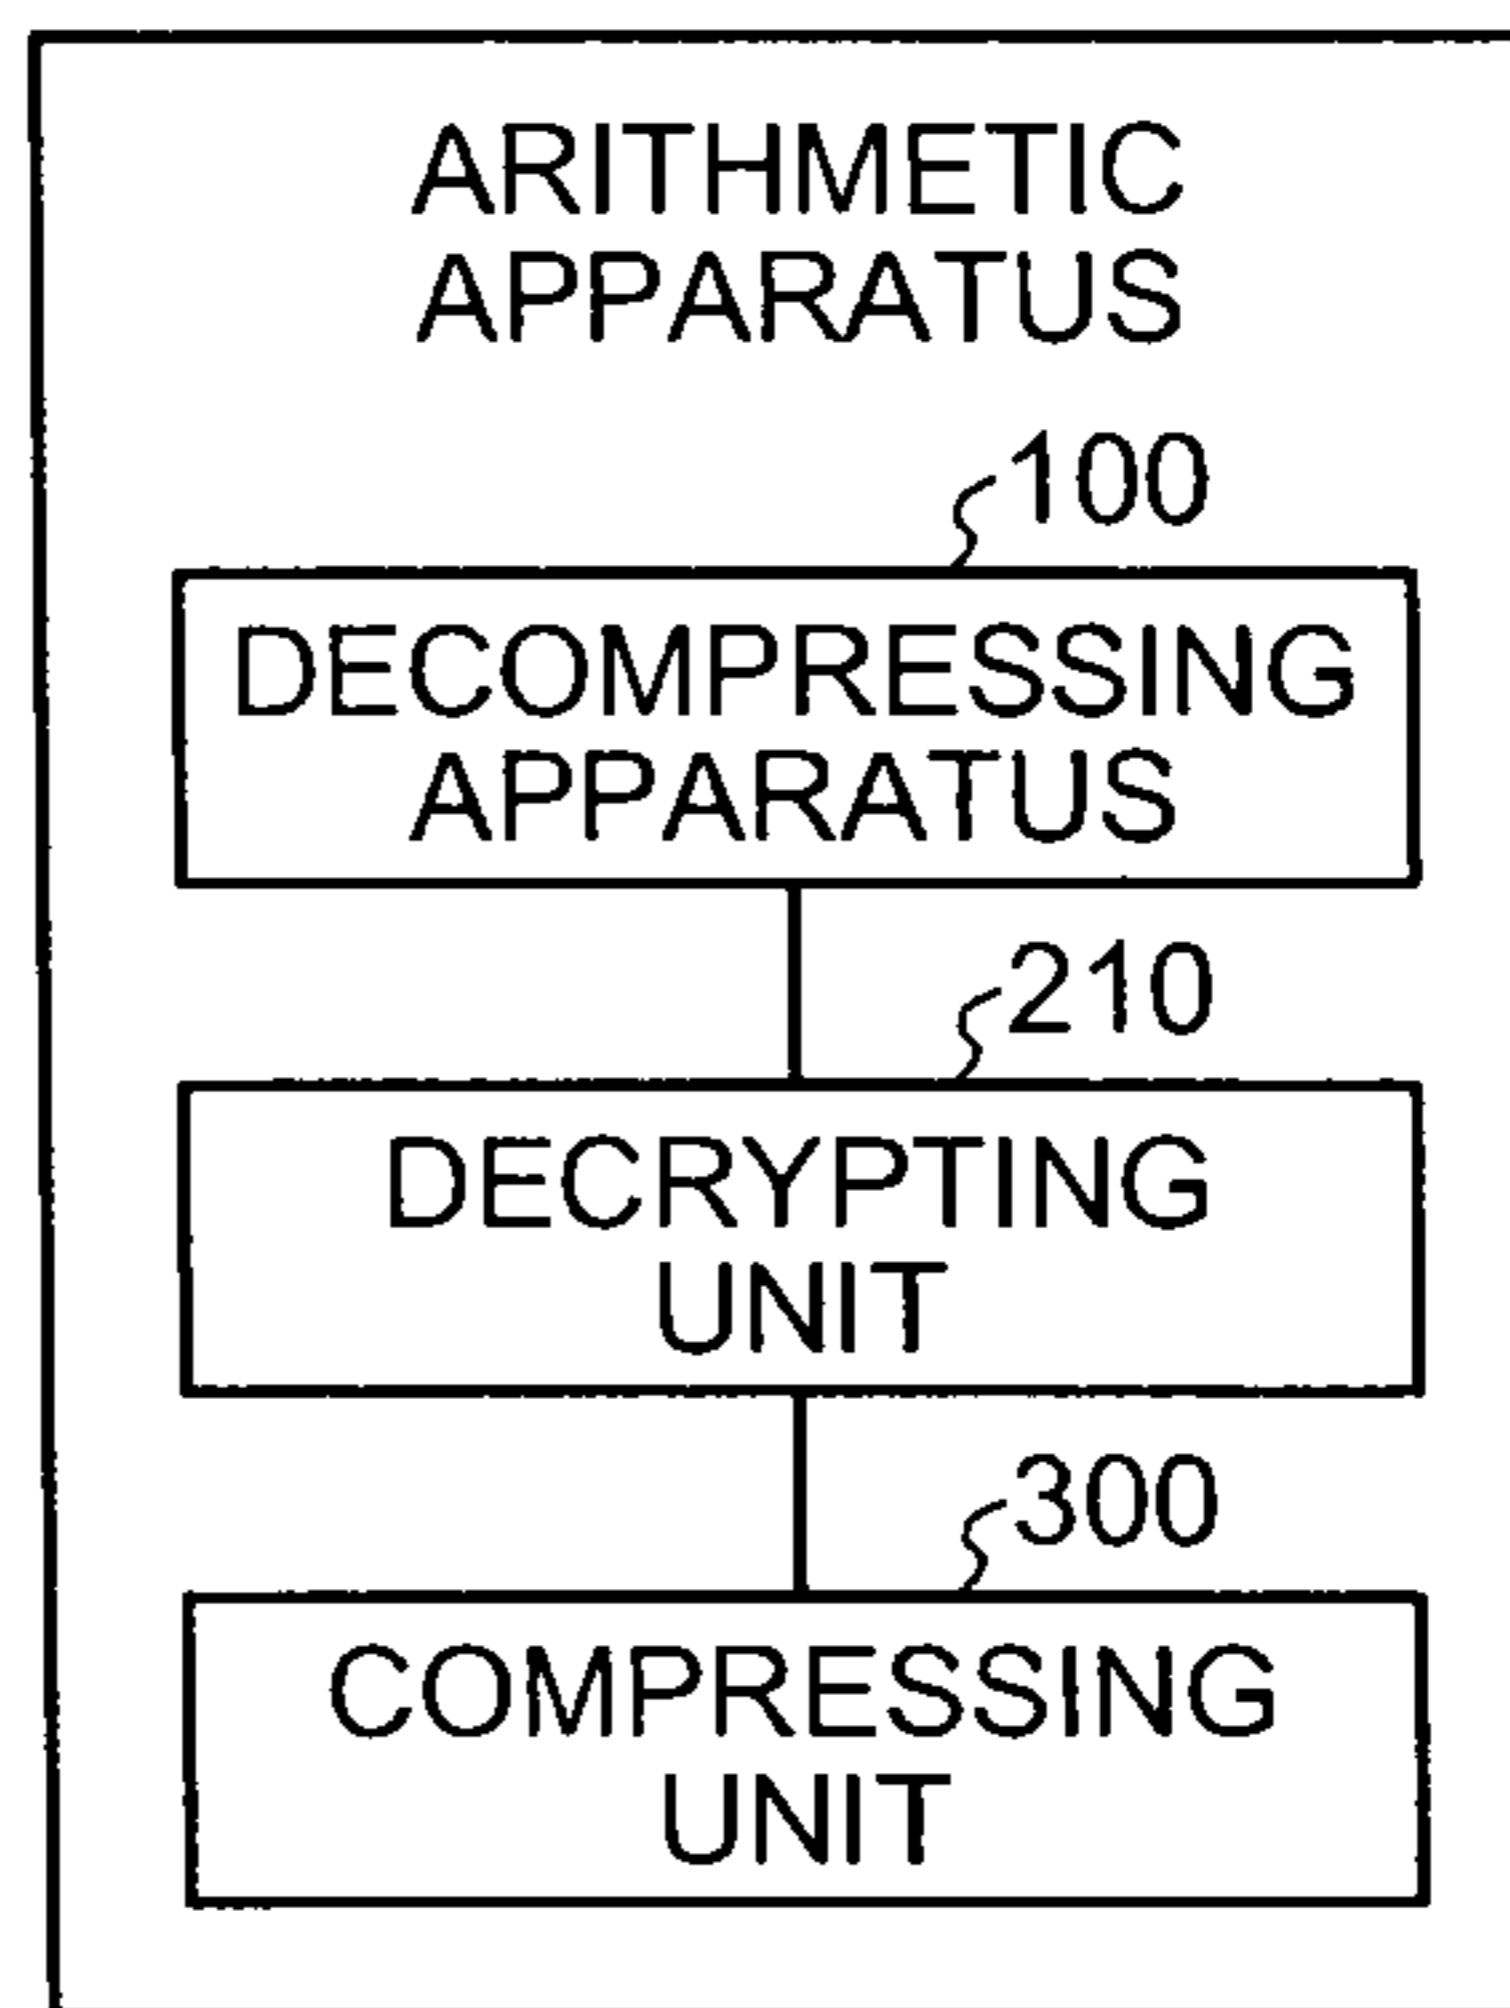 ARITHMETIC
APPARATUS
100
DECOMPRESSING
APPARATUS
210
DECRYPTING
UNIT
300
COMPRESSING
UNIT